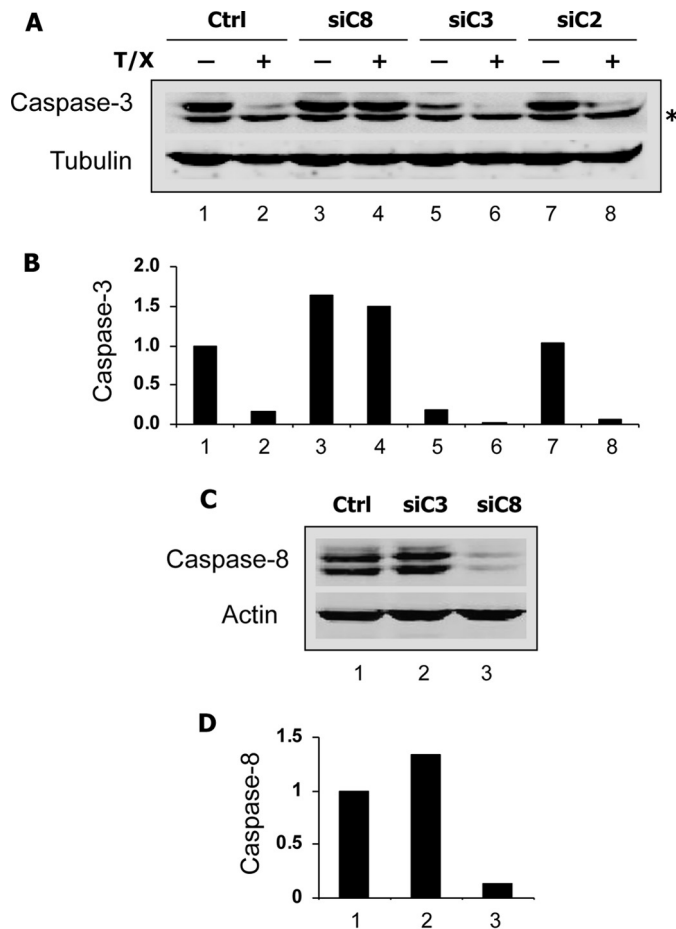 A Ctrl siC8 siC3 siC2
T/X – + – + – + – +
Caspase-3 *
Tubulin
1 2 3 4 5 6 7 8
B
Caspase-3
2.0
1.5
1.0
0.5
0.0
1 2 3 4 5 6 7 8
C Ctrl siC3 siC8
Caspase-8
Actin
1 2 3
D
Caspase-8
1.5
1
0.5
0
1 2 3